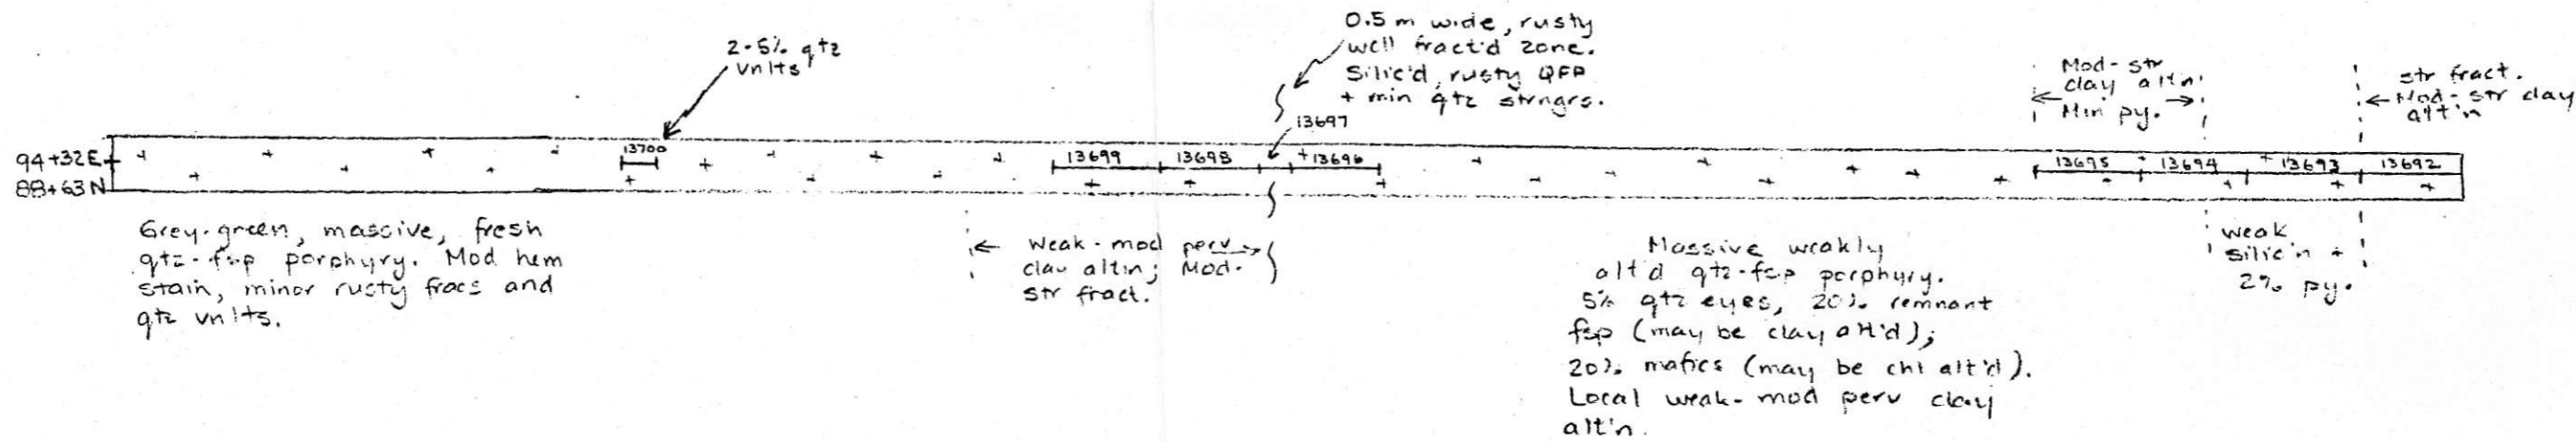 2-5% qtz
vnlts
0.5 m wide, rusty
well fract'd zone.
Silic'd, rusty QFP
+ min qtz strngrs.
Mod-str
clay alt'n
Min py.
str fract.
Mod-str clay
alt'n
94+32E
88+63N
13700
13699
13698
13697
13696
13695
13694
13693
13692
Grey-green, massive, fresh
qtz-fsp porphyry. Mod hem
stain, minor rusty fracs and
qtz vnlts.
Weak-mod perv
clay altn; Mod-
str fract.
Massive weakly
alt'd qtz-fsp porphyry.
5% qtz eyes, 20% remnant
fsp (may be clay alt'd);
20% mafics (may be chl alt'd).
Local weak-mod perv clay
alt'n.
weak
silic'n +
2% py.